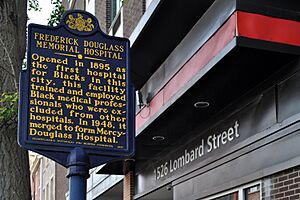 FREDERICK DOUGLASS
MEMORIAL HOSPITAL
Opened in 1895 as
the first hospital
for Blacks in this
city, this facility
trained and employed
Black medical profes-
sionals who were ex-
cluded from other
hospitals. In 1948, it
merged to form Mercy-
Douglass Hospital.
1526 Lombard Street